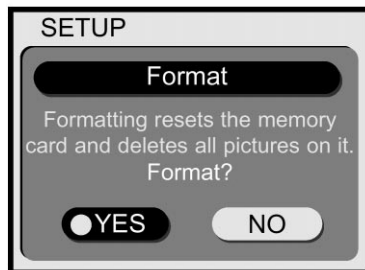 SETUP
Format
Formatting resets the memory
card and deletes all pictures on it.
Format?
YES
NO